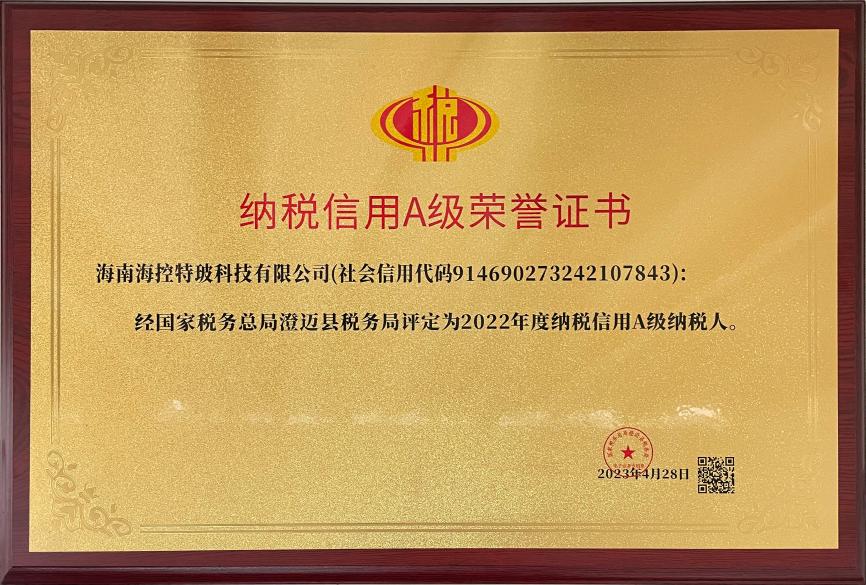 税
纳税信用A级荣誉证书
海南海控特玻科技有限公司(社会信用代码914690273242107843):
经国家税务总局澄迈县税务局评定为2022年度纳税信用A级纳税人。
2023年4月28日